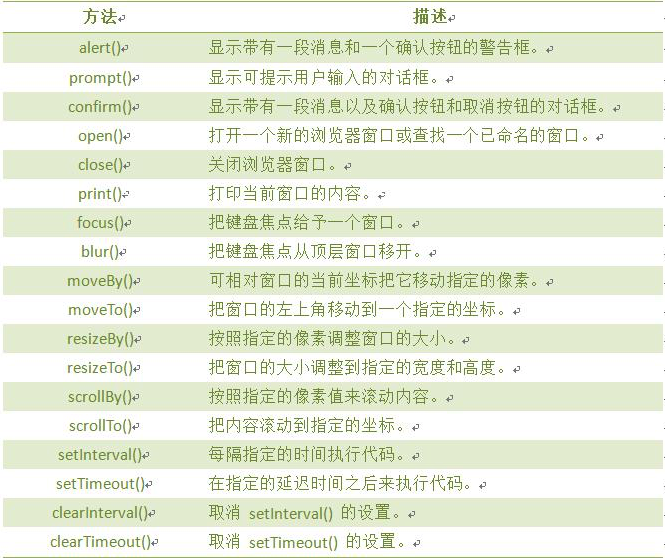 方法 描述
alert() 显示带有一段消息和一个确认按钮的警告框。
prompt() 显示可提示用户输入的对话框。
confirm() 显示带有一段消息以及确认按钮和取消按钮的对话框。
open() 打开一个新的浏览器窗口或查找一个已命名的窗口。
close() 关闭浏览器窗口。
print() 打印当前窗口的内容。
focus() 把键盘焦点给予一个窗口。
blur() 把键盘焦点从顶层窗口移开。
moveBy() 可相对窗口的当前坐标把它移动指定的像素。
moveTo() 把窗口的左上角移动到一个指定的坐标。
resizeBy() 按照指定的像素调整窗口的大小。
resizeTo() 把窗口的大小调整到指定的宽度和高度。
scrollBy() 按照指定的像素值来滚动内容。
scrollTo() 把内容滚动到指定的坐标。
setInterval() 每隔指定的时间执行代码。
setTimeout() 在指定的延迟时间之后来执行代码。
clearInterval() 取消 setInterval() 的设置。
clearTimeout() 取消 setTimeout() 的设置。